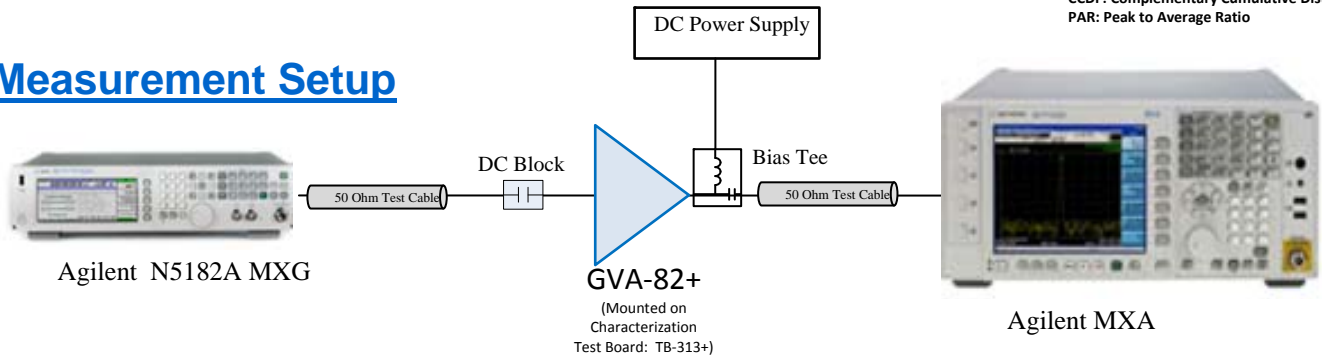 PAR: Peak to Average Ratio
Measurement Setup
DC Power Supply
DC Block
Bias Tee
50 Ohm Test Cable
50 Ohm Test Cable
Agilent N5182A MXG
GVA-82+
(Mounted on
Characterization
Test Board: TB-313+)
Agilent MXA